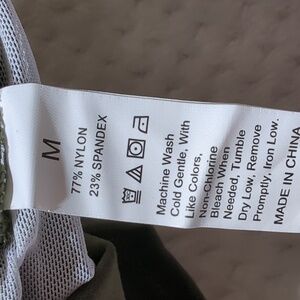 M
77% NYLON
23% SPANDEX
Machine Wash
Cold Gentle, With
Like Colors,
Non-Chlorine
Bleach When
Needed, Tumble
Dry Low, Remove
Promptly. Iron Low.
MADE IN CHINA